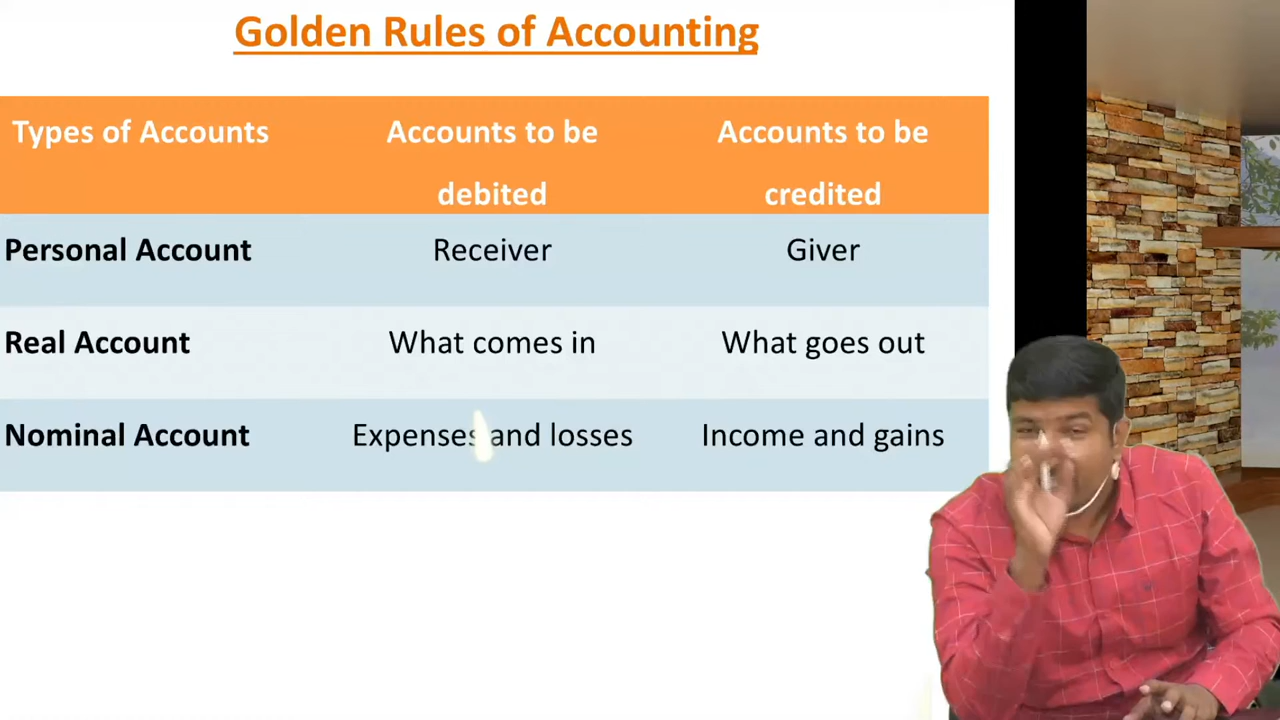 Golden Rules of Accounting
Types of Accounts
Accounts to be
debited
Accounts to be
credited
Personal Account
Receiver
Giver
Real Account
What comes in
What goes out
Nominal Account
Expenses and losses
Income and gains